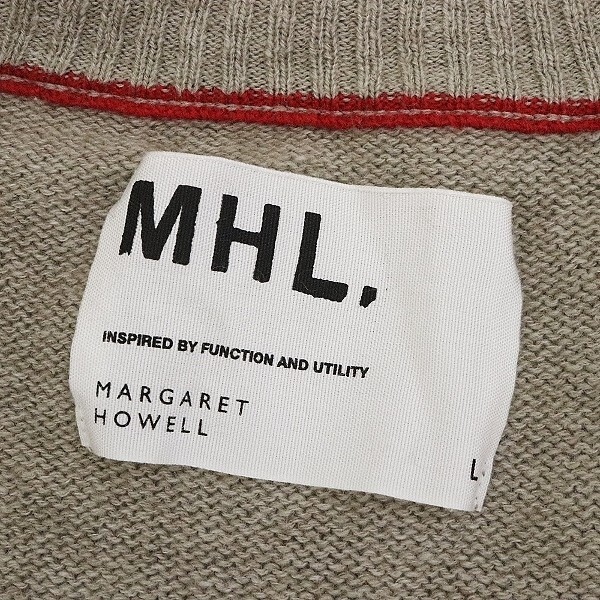 MHL.
INSPIRED BY FUNCTION AND UTILITY
MARGARET
HOWELL
L